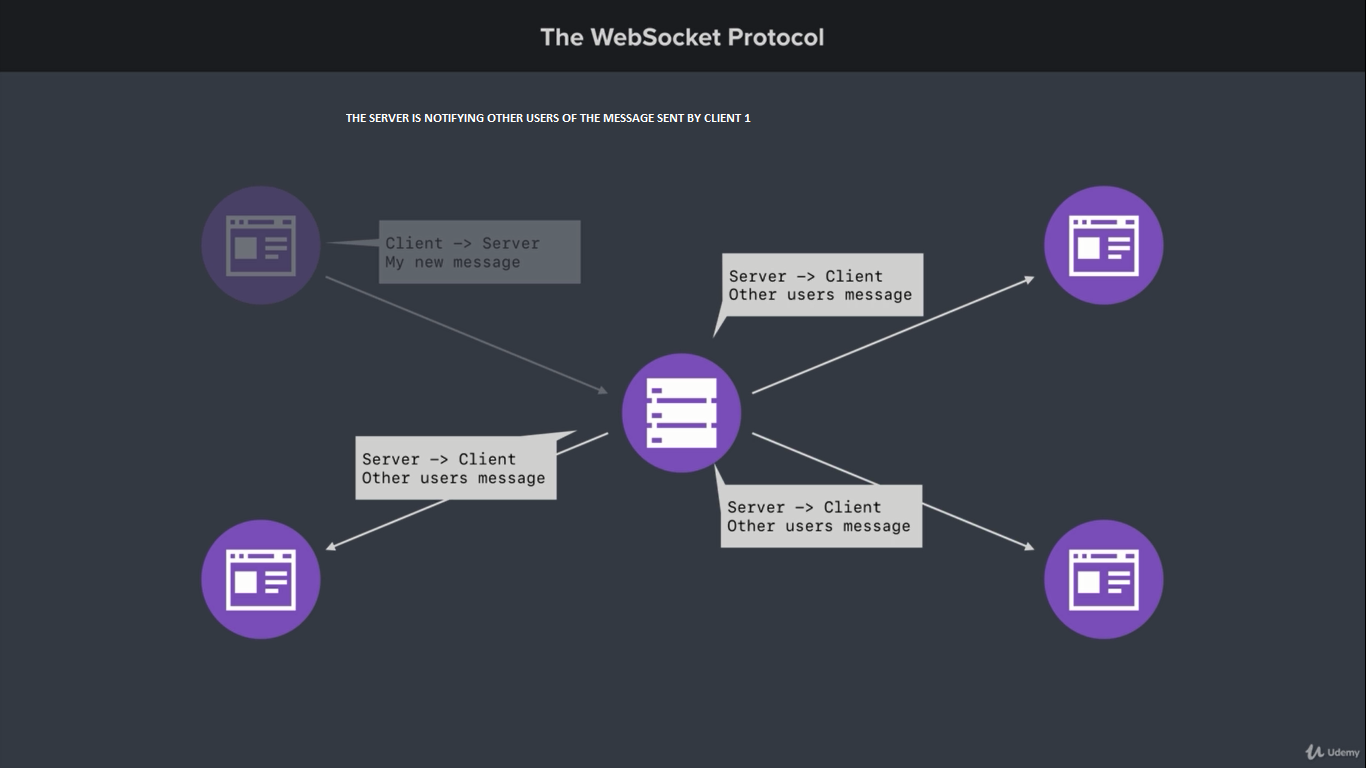 The WebSocket Protocol
THE SERVER IS NOTIFYING OTHER USERS OF THE MESSAGE SENT BY CLIENT 1
Client -> Server
My new message
Server -> Client
Other users message
Server -> Client
Other users message
Server -> Client
Other users message
Udemy